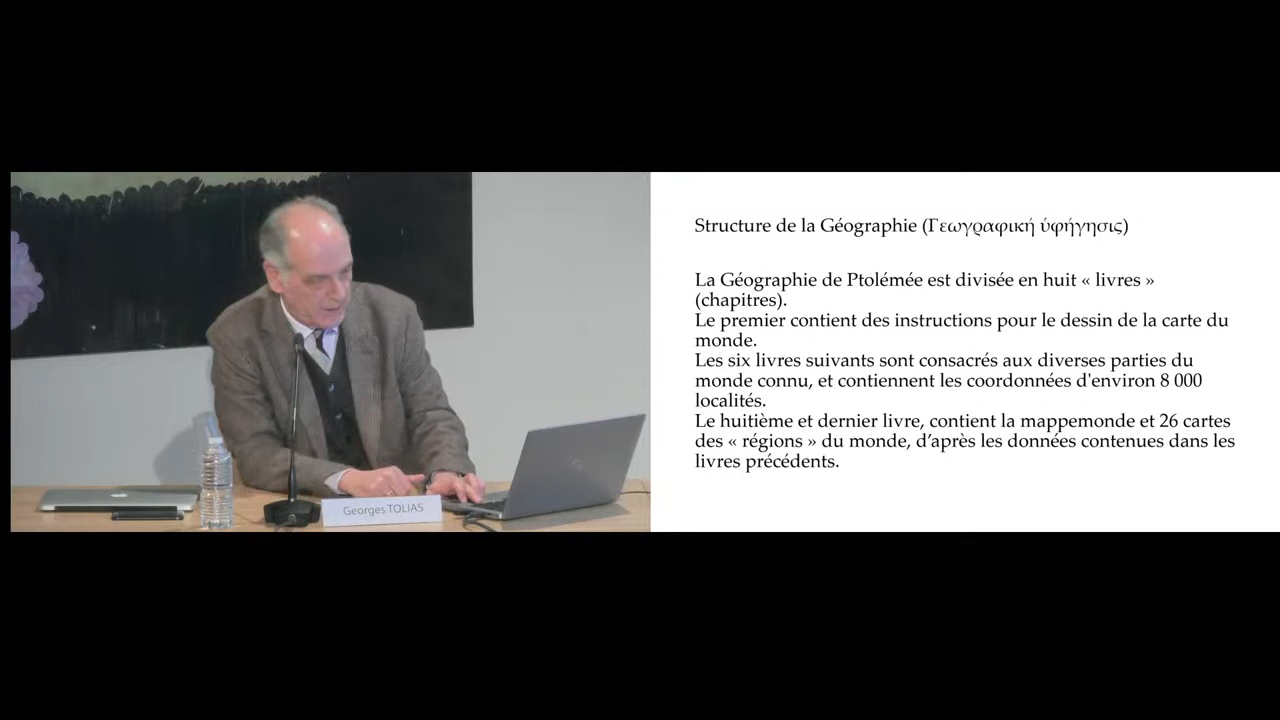 Structure de la Géographie (Γεωγραφική ὑφήγησις)
La Géographie de Ptolémée est divisée en huit « livres »
(chapitres).
Le premier contient des instructions pour le dessin de la carte du
monde.
Les six livres suivants sont consacrés aux diverses parties du
monde connu, et contiennent les coordonnées d'environ 8 000
localités.
Le huitième et dernier livre, contient la mappemonde et 26 cartes
des « régions » du monde, d’après les données contenues dans les
livres précédents.
Georges TOLIAS